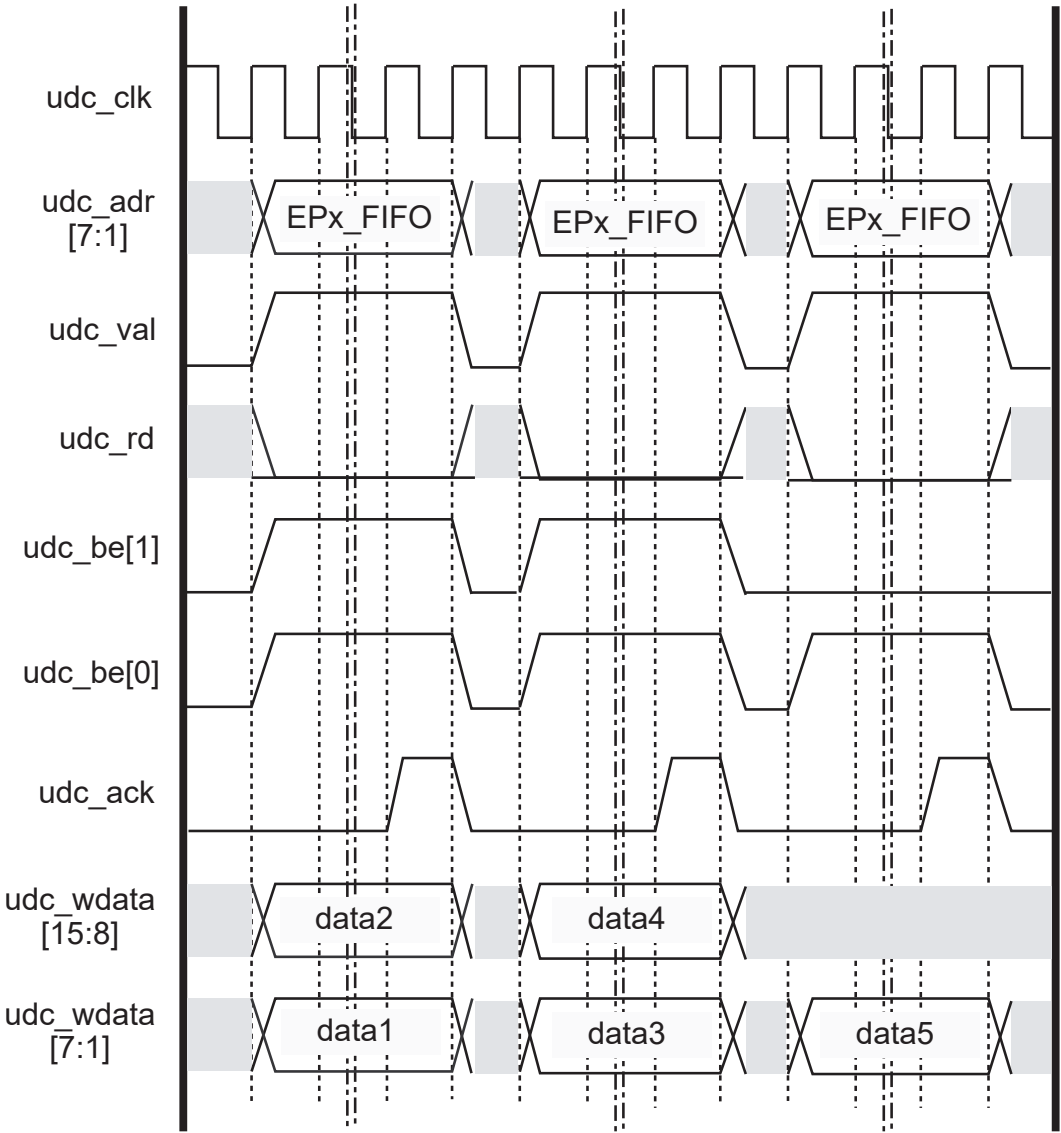 udc_clk
udc_adr
[7:1]
EPx_FIFO
EPx_FIFO
EPx_FIFO
udc_val
udc_rd
udc_be[1]
udc_be[0]
udc_ack
udc_wdata
[15:8]
data2
data4
udc_wdata
[7:1]
data1
data3
data5